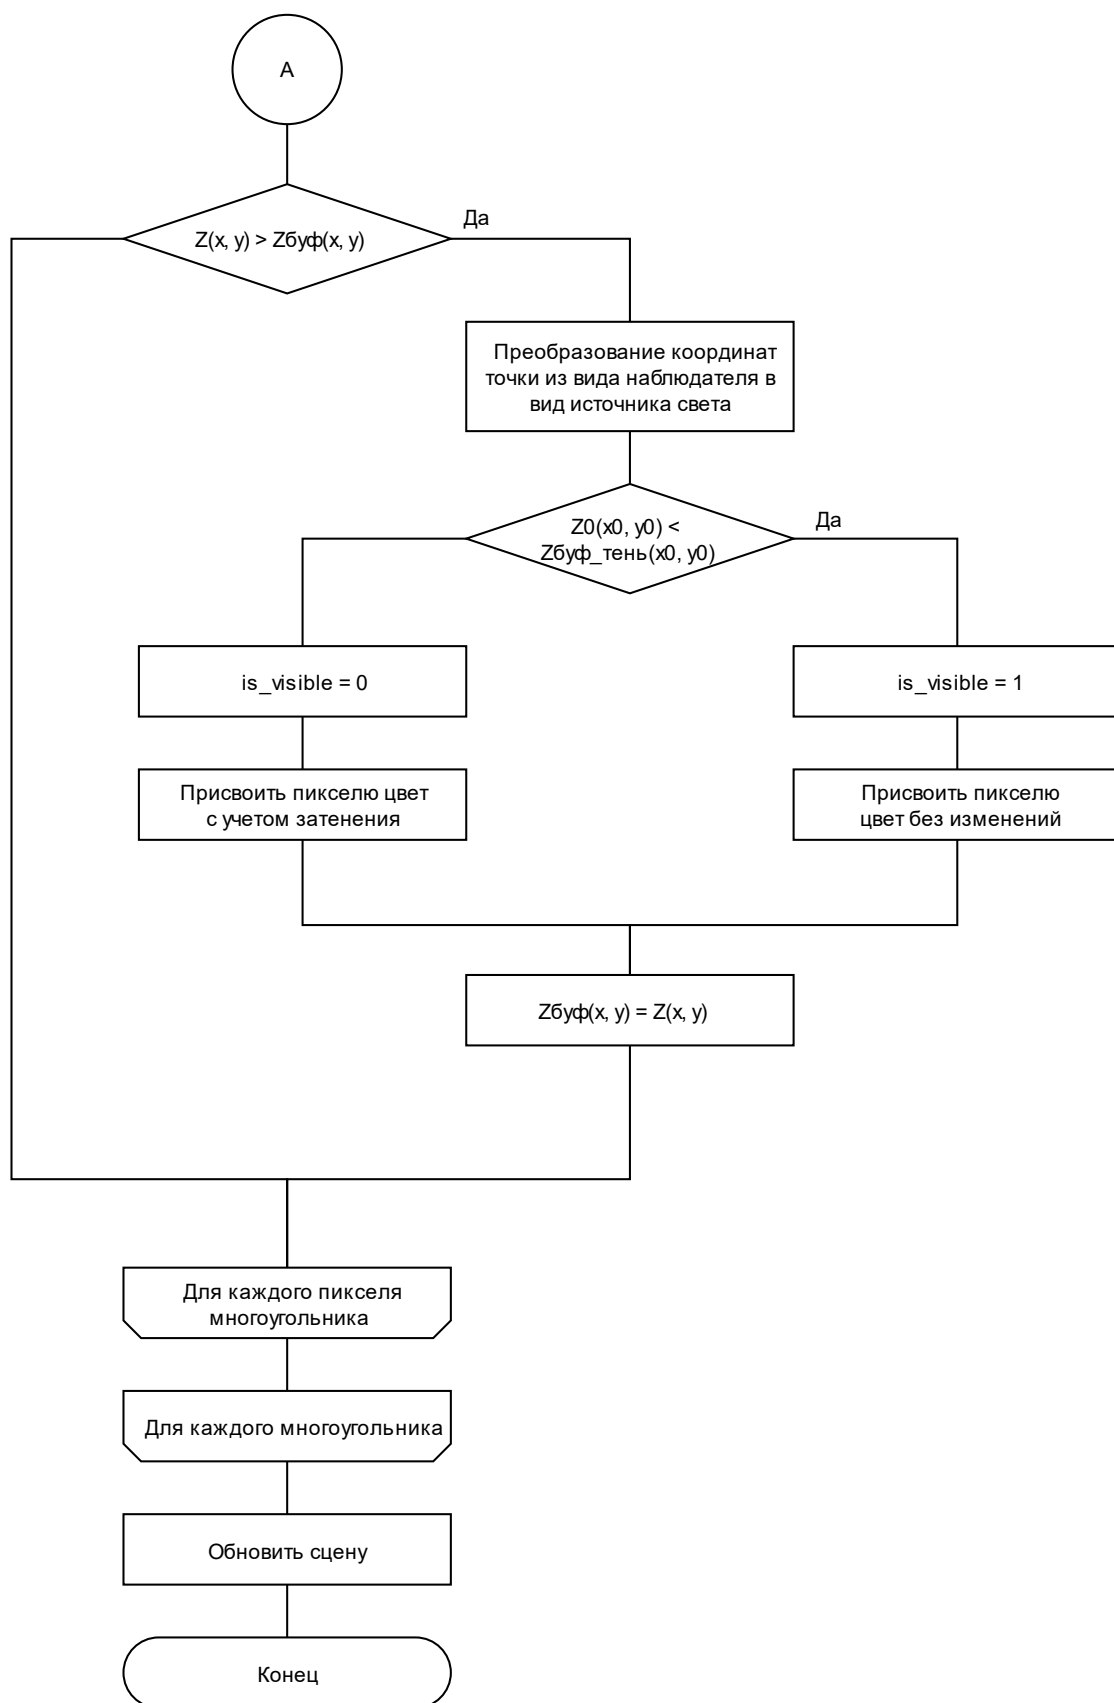 A
Да
Z(x, y) > Zбуф(x, y)
Преобразование координат
точки из вида наблюдателя в
вид источника света
Да
Z0(x0, y0) <
Zбуф_тень(x0, y0)
is_visible = 0
is_visible = 1
Присвоить пикселю цвет
с учетом затенения
Присвоить пикселю
цвет без изменений
Zбуф(x, y) = Z(x, y)
Для каждого пикселя
многоугольника
Для каждого многоугольника
Обновить сцену
Конец